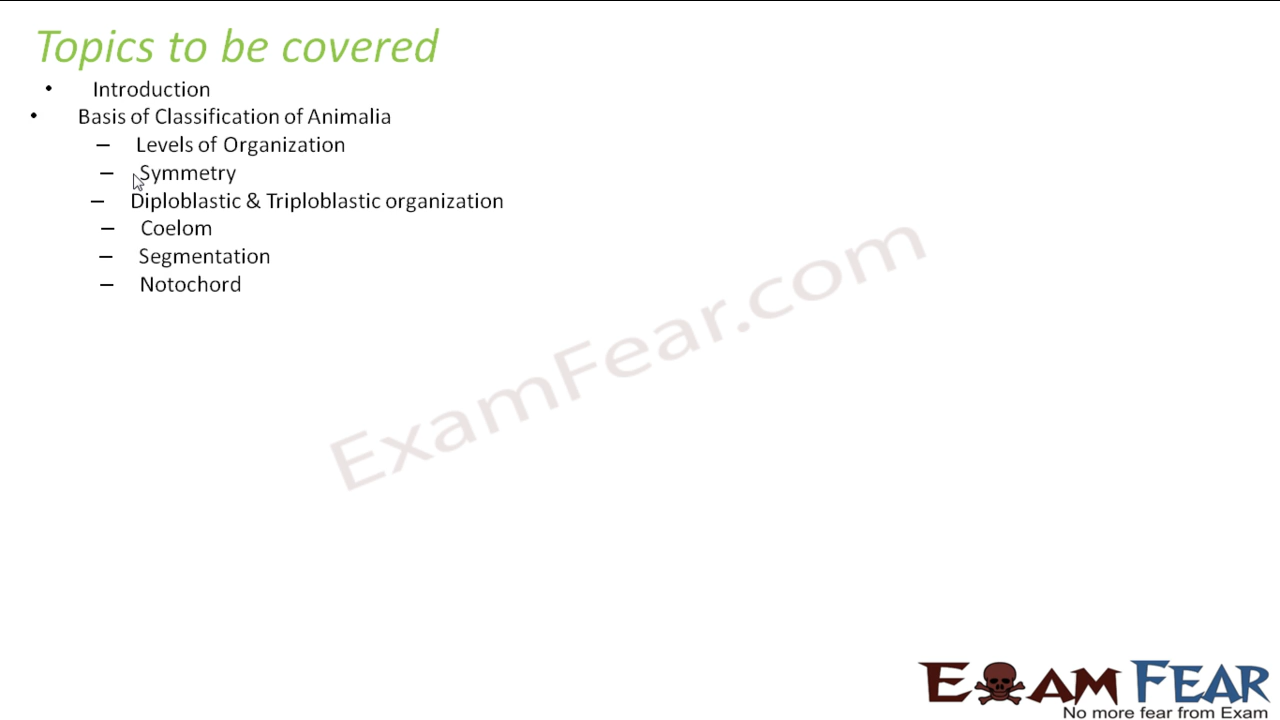 Topics to be covered
• Introduction
• Basis of Classification of Animalia
– Levels of Organization
– Symmetry
– Diploblastic & Triploblastic organization
– Coelom
– Segmentation
– Notochord
ExamFear.com
EXAM FEAR
No more fear from Exam